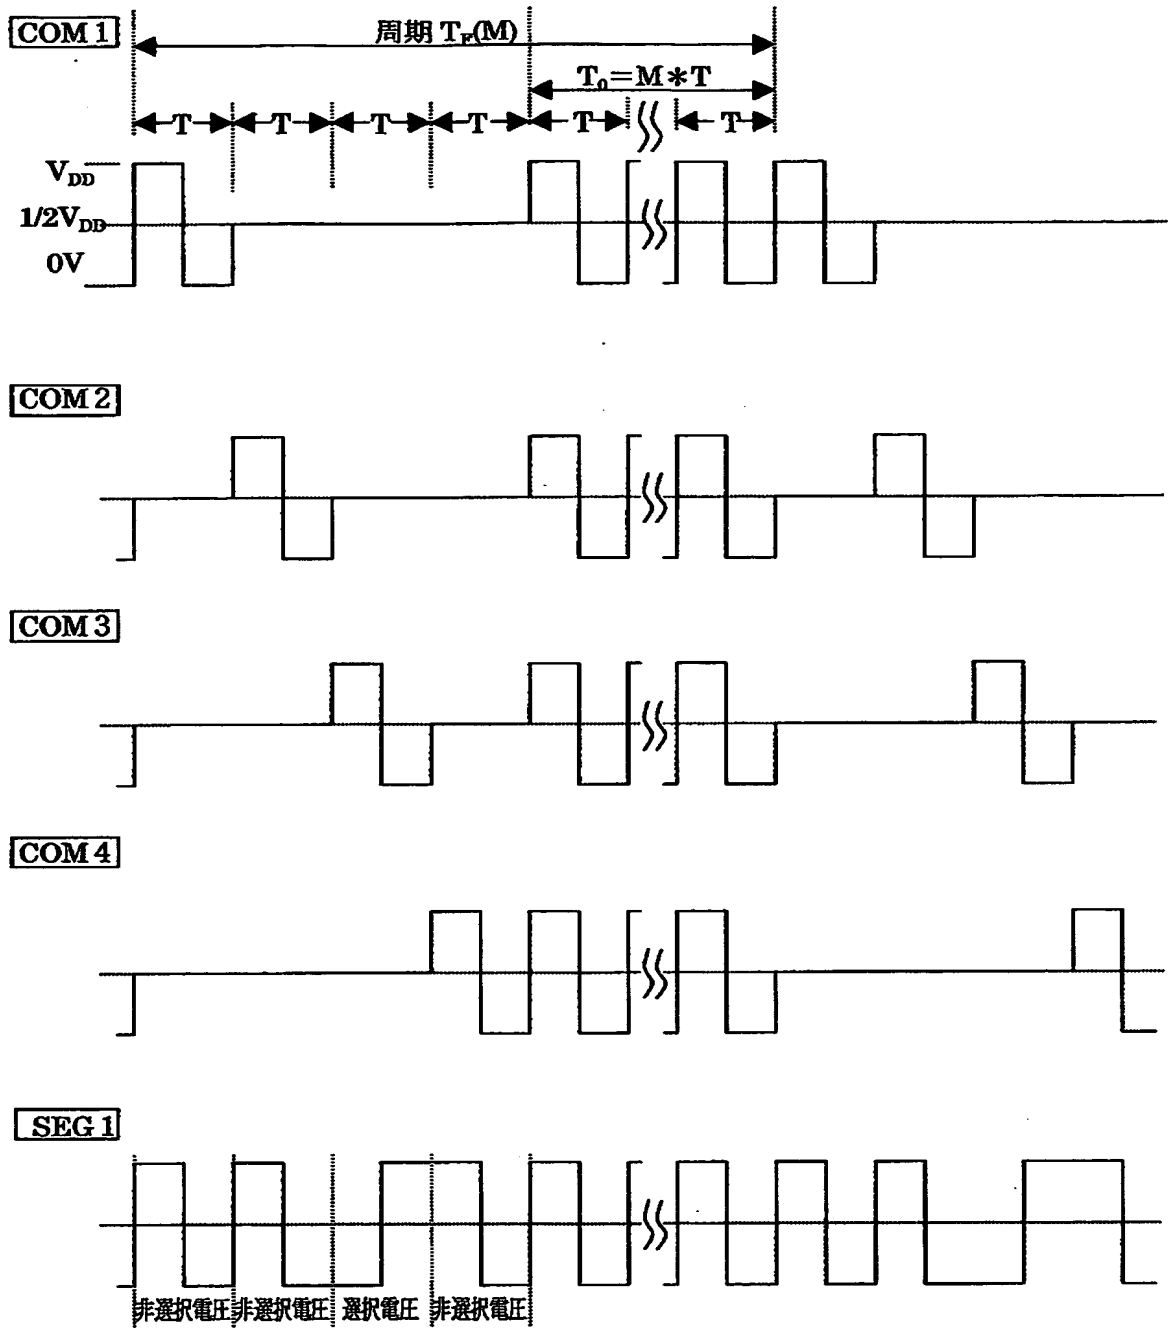 COM 1
周期 T_F(M)
T₀=M*T
T T T T T T
V_DD
1/2V_DD
0V
COM 2
COM 3
COM 4
SEG 1
非選択電圧 非選択電圧 選択電圧 非選択電圧